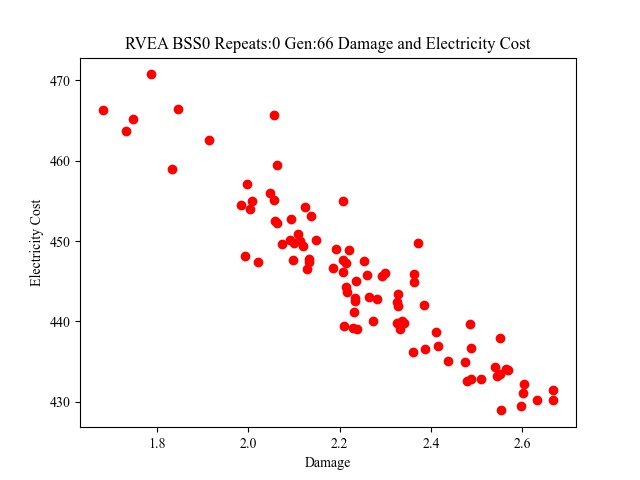 RVEA BSS0 Repeats:0 Gen:66 Damage and Electricity Cost
470
460
450
440
430
Electricity Cost
1.8 2.0 2.2 2.4 2.6
Damage